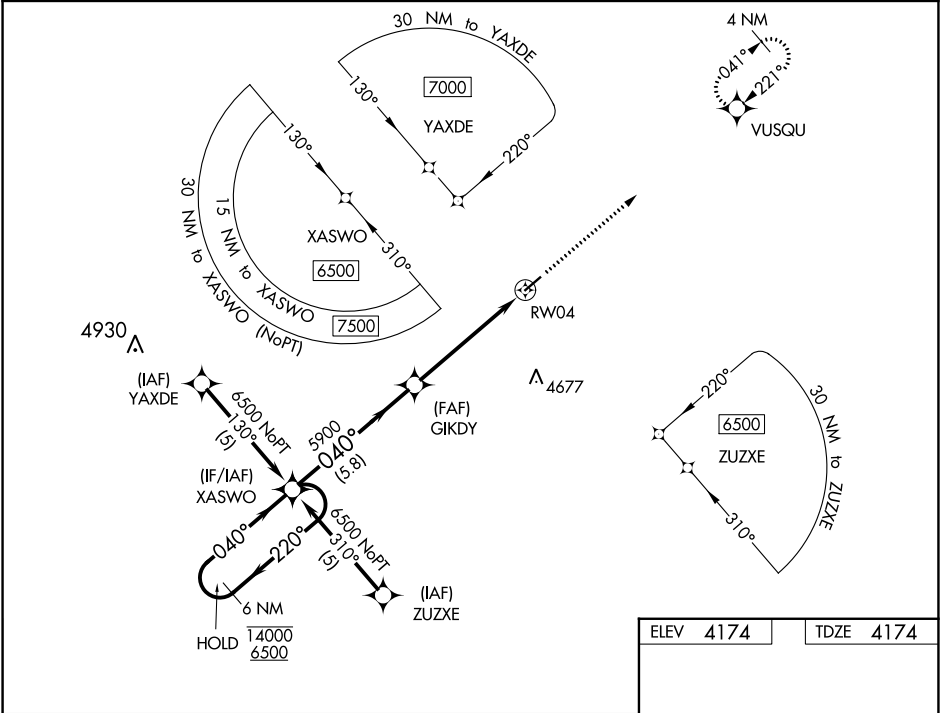 30 NM to YAXDE
130°
7000
YAXDE
220°
4 NM
041°
221°
VUSQU
130°
XASWO
6500
310°
15 NM to XASWO
7500
30 NM to XASWO (NoPT)
RW04
4930
4677
(IAF)
YAXDE
6500 NoPT
130°
(5)
(FAF)
GIKDY
5900
040°
(5.8)
(IF/IAF)
XASWO
220°
6500
ZUZXE
310°
30 NM to ZUZXE
040°
220°
6500 NoPT
310°
(5)
(IAF)
ZUZXE
6 NM
HOLD
14000
6500
ELEV 4174
TDZE 4174